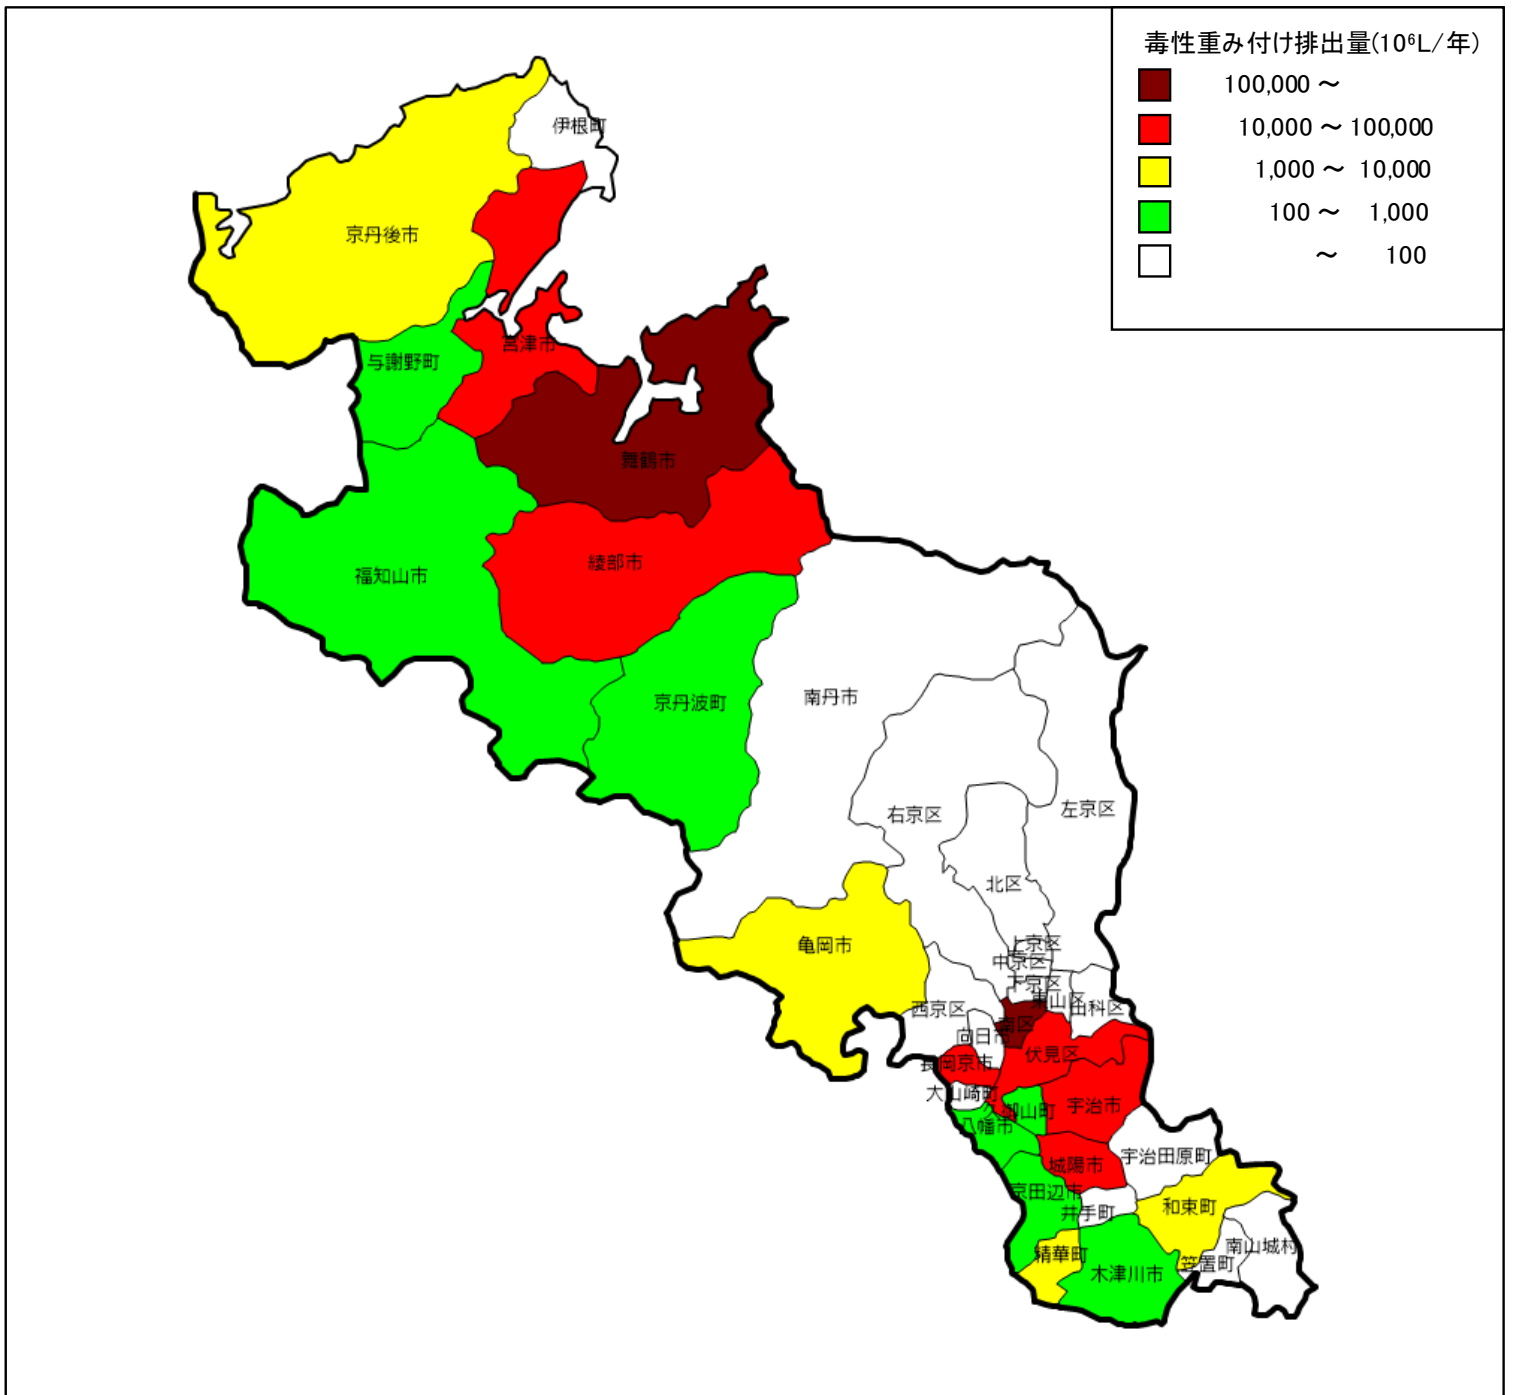 毒性重み付け排出量(10⁶L/年)
100,000 ～
10,000 ～ 100,000
1,000 ～ 10,000
100 ～ 1,000
～ 100
伊根町
京丹後市
宮津市
与謝野町
舞鶴市
綾部市
福知山市
京丹波町
南丹市
右京区
左京区
北区
亀岡市
上京区
中京区
下京区
東山区
山科区
西京区
南区
向日市
伏見区
長岡京市
大山崎町
久御山町
宇治市
八幡市
宇治田原町
城陽市
京田辺市
井手町
和束町
南山城村
精華町
笠置町
木津川市